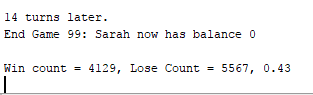 14 turns later.
End Game 99: Sarah now has balance 0
Win count = 4129, Lose Count = 5567, 0.43